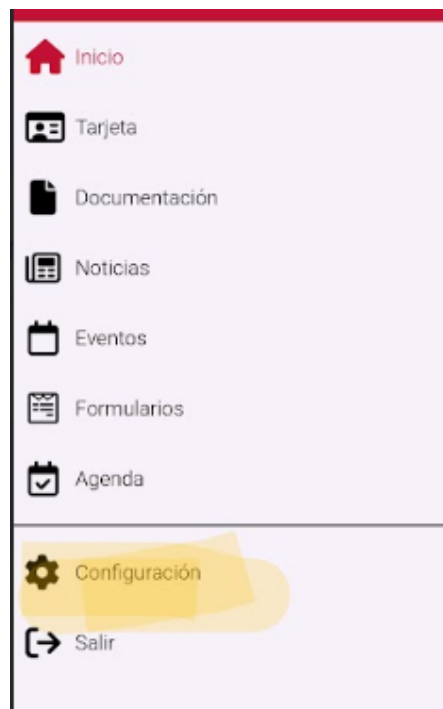 Inicio
Tarjeta
Documentación
Noticias
Eventos
Formularios
Agenda
Configuración
Salir